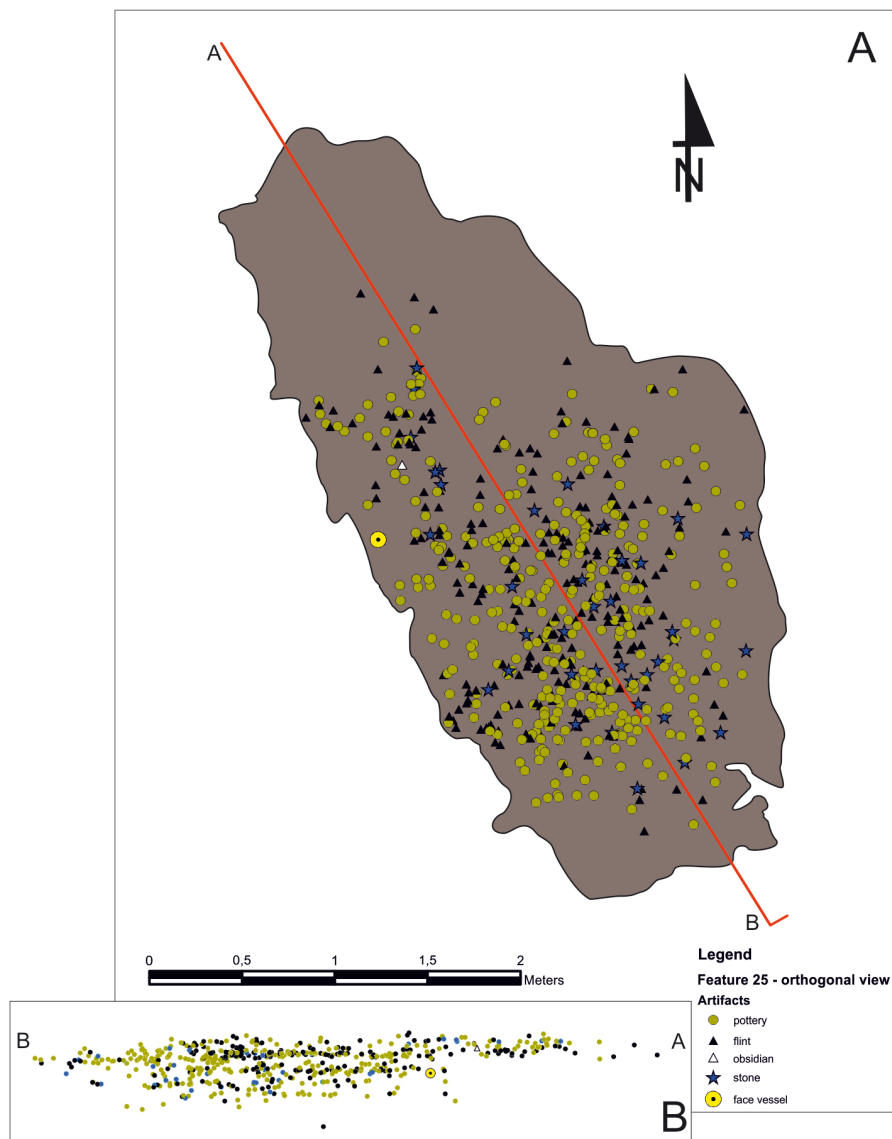 A
A
N
B
0 0,5 1 1,5 2
Meters
Legend
Feature 25 - orthogonal view
Artifacts
pottery
flint
obsidian
stone
face vessel
B
A
B